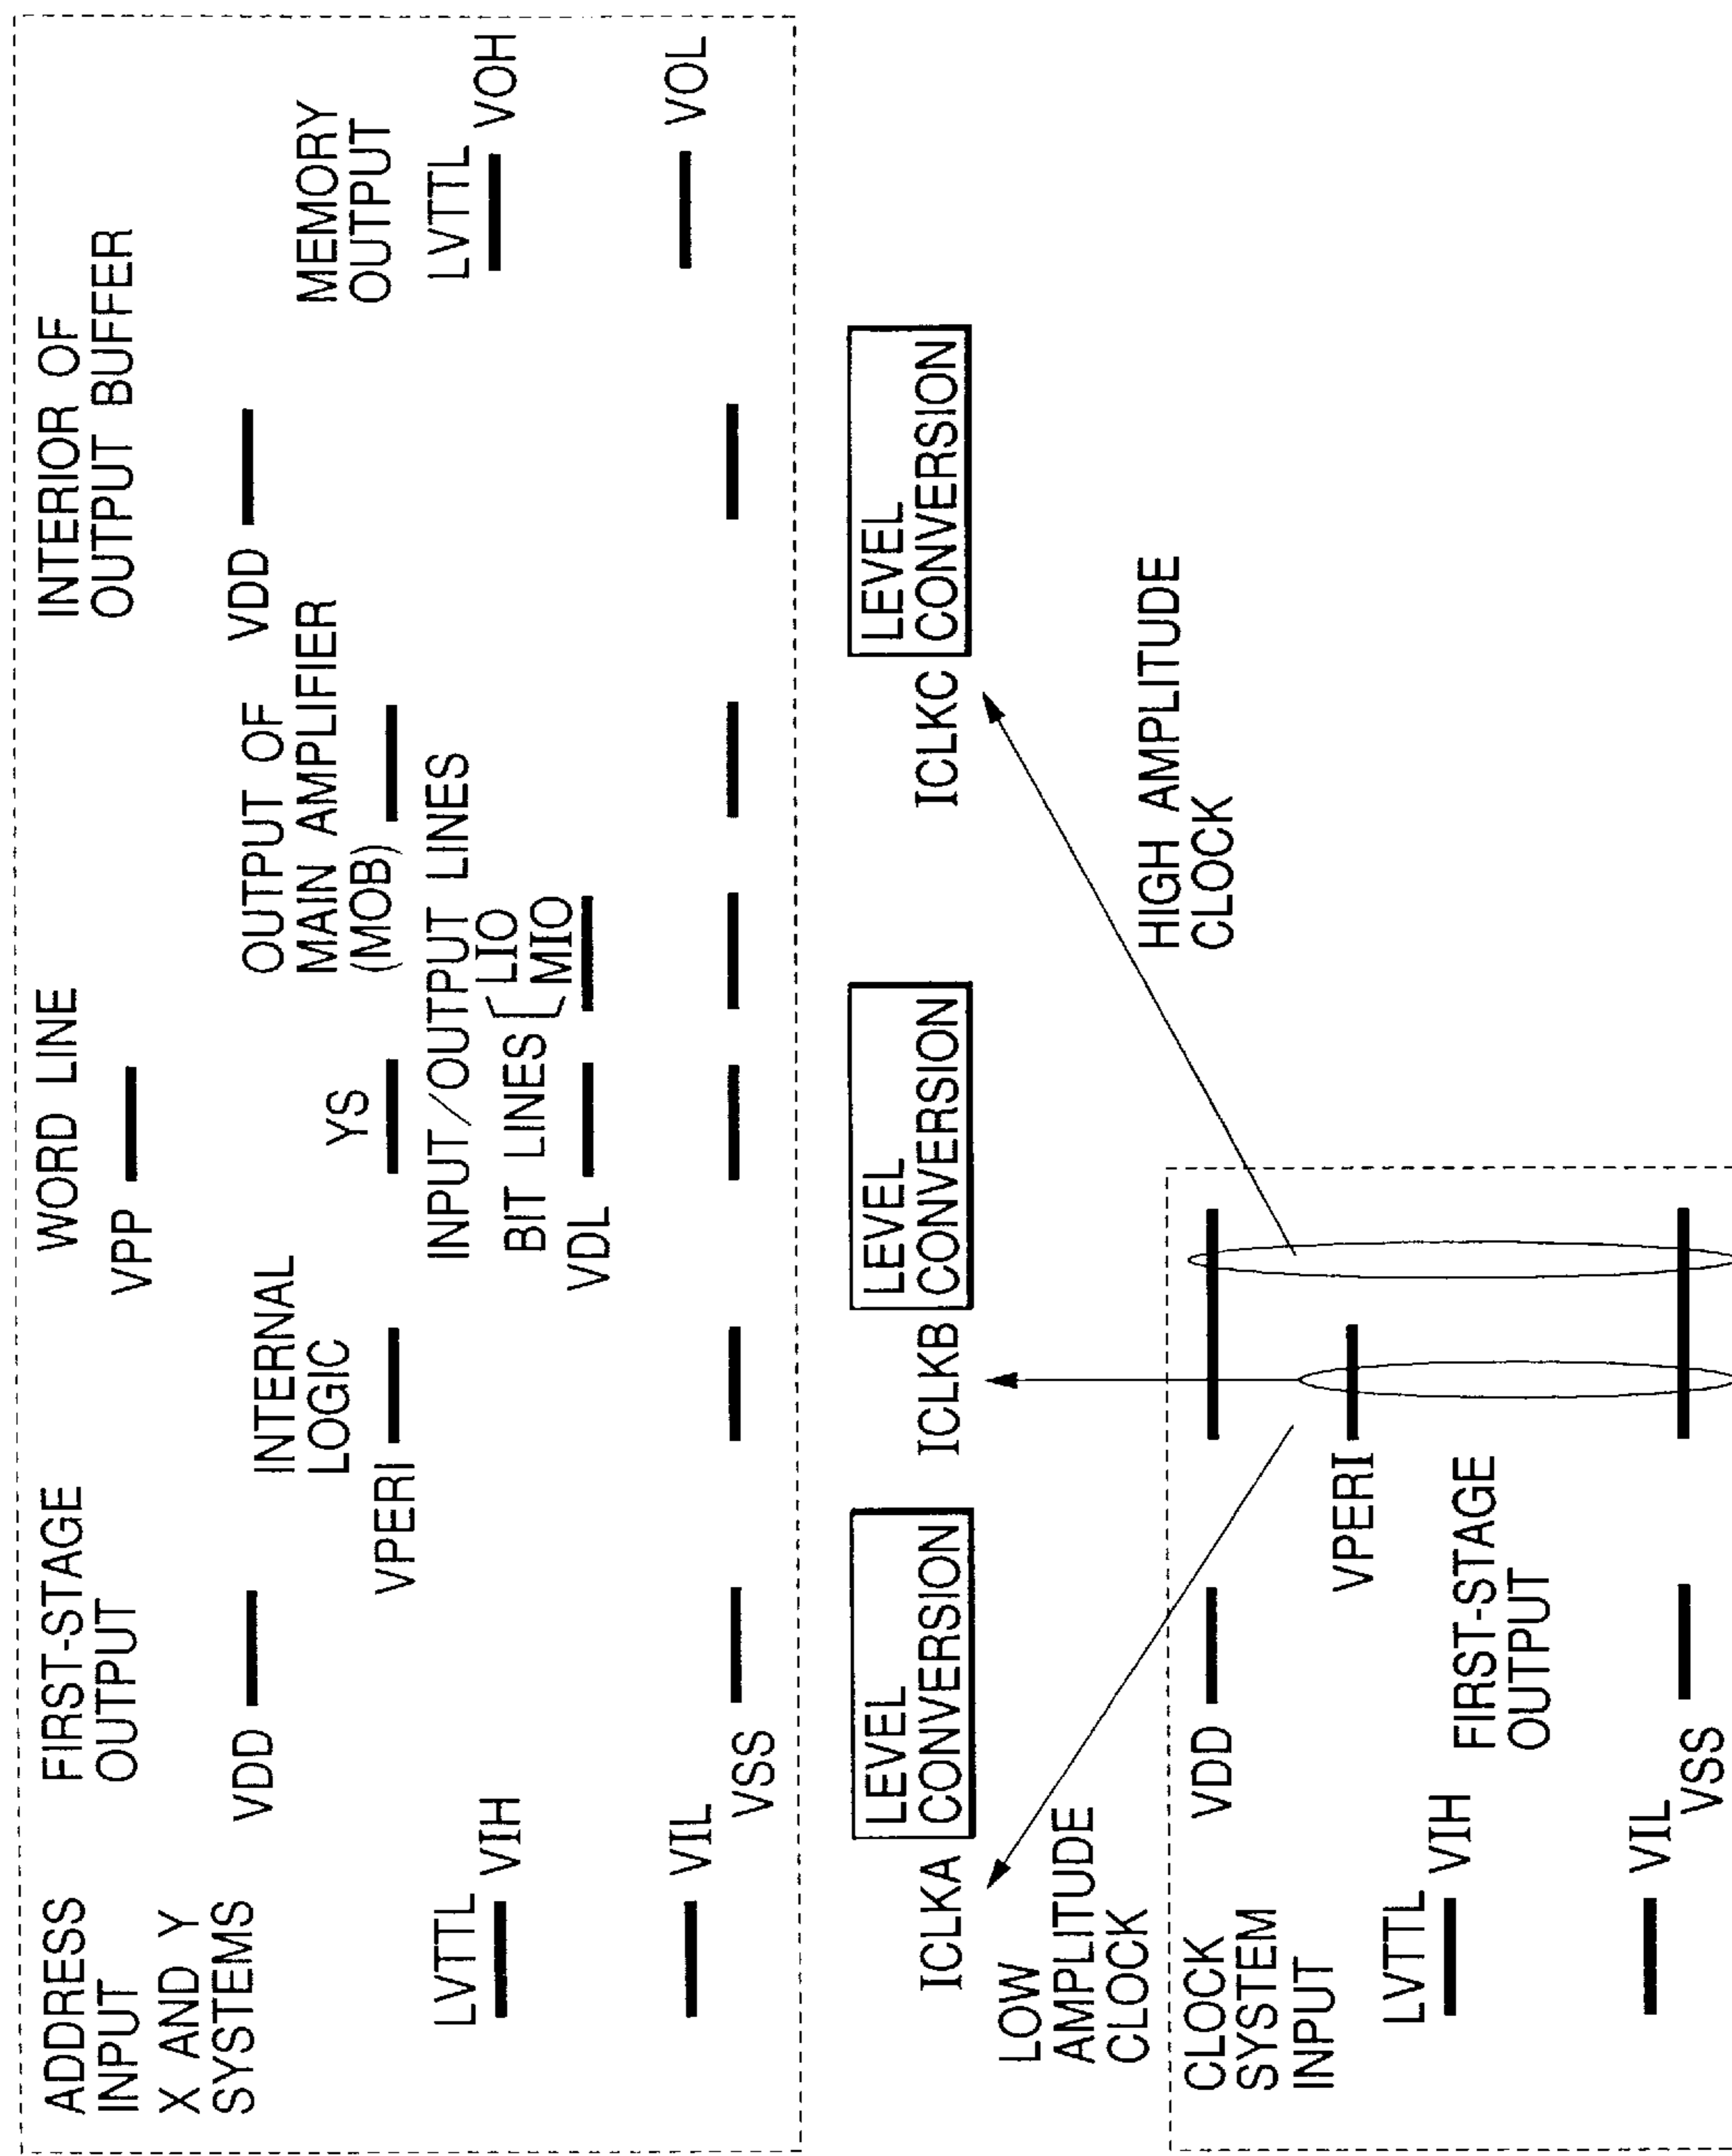 ADDRESS
INPUT
X AND Y
SYSTEMS
LVTTL
VIH
VIL
FIRST-STAGE
OUTPUT
VDD
VSS
INTERNAL
LOGIC
VPERI
WORD LINE
VPP
YS
INPUT/OUTPUT LINES
BIT LINES
LIO
MIO
VDL
OUTPUT OF
MAIN AMPLIFIER
(MOB)
INTERIOR OF
OUTPUT BUFFER
VDD
MEMORY
OUTPUT
LVTTL
VOH
VOL
LEVEL
CONVERSION
ICLKA
LEVEL
CONVERSION
ICLKB
LEVEL
CONVERSION
ICLKC
LOW
AMPLITUDE
CLOCK
HIGH AMPLITUDE
CLOCK
CLOCK
SYSTEM
INPUT
LVTTL
VIH
VIL
VDD
VPERI
FIRST-STAGE
OUTPUT
VSS